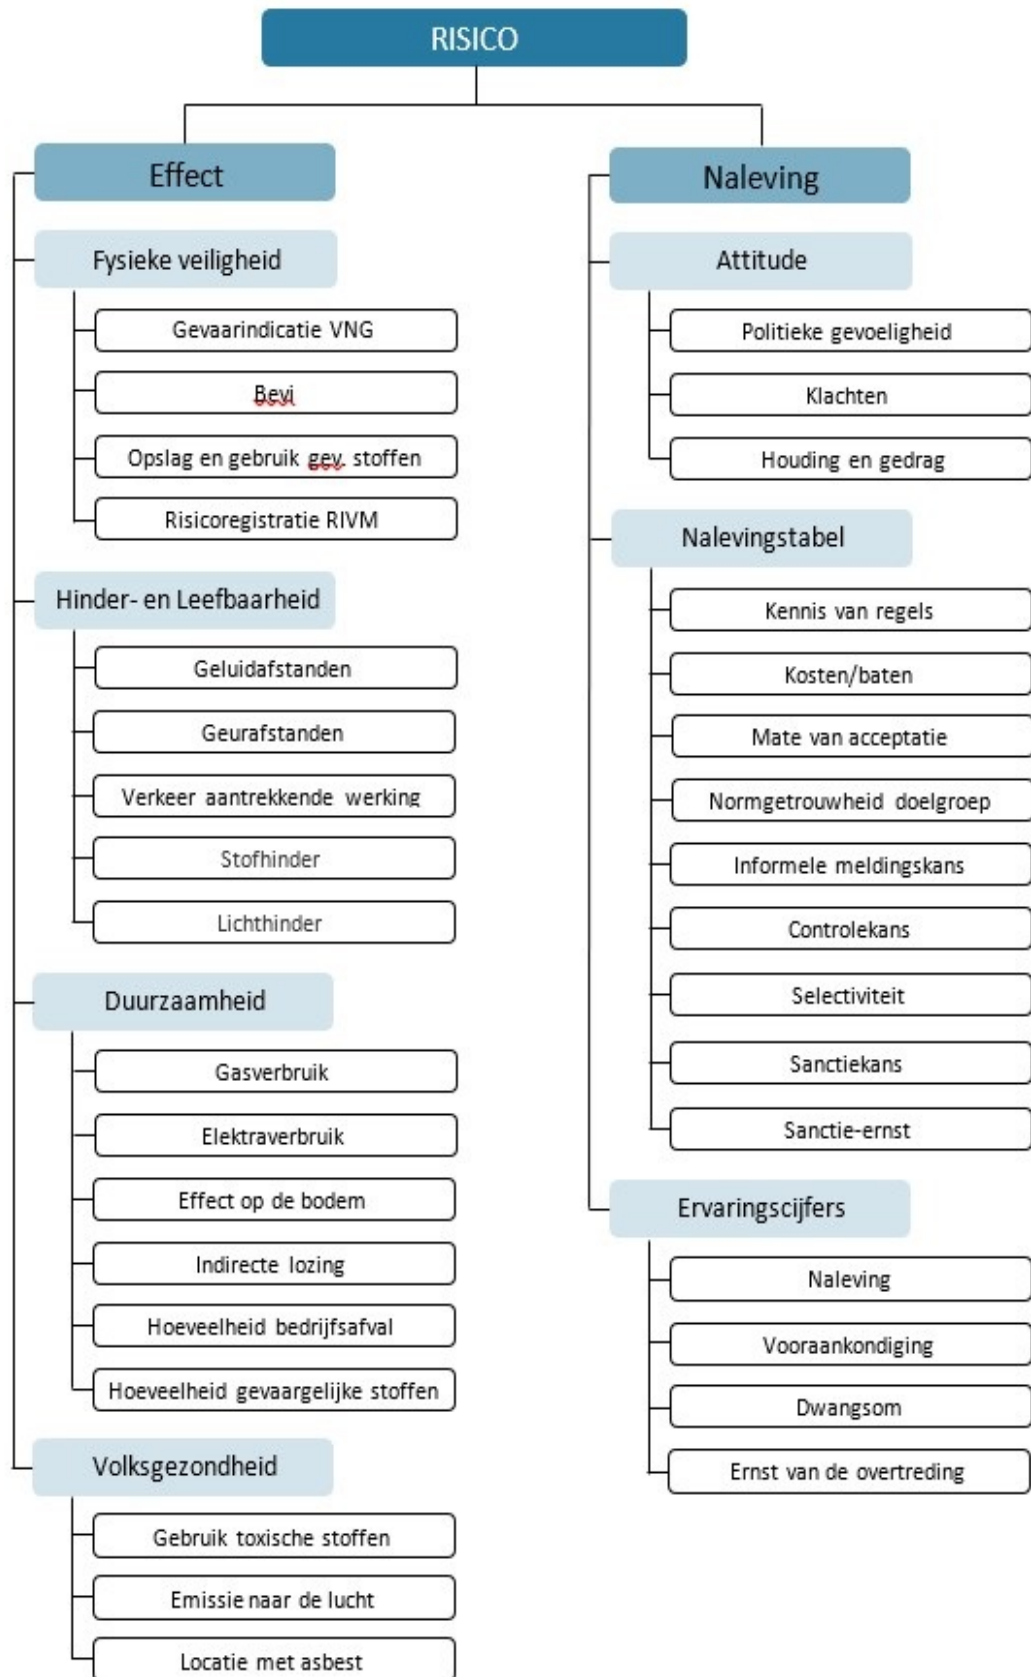 RISICO
Effect
Fysieke veiligheid
Gevaarindicatie VNG
Bevi
Opslag en gebruik gev. stoffen
Risicoregistratie RIVM
Hinder- en Leefbaarheid
Geluidafstanden
Geurafstanden
Verkeer aantrekkende werking
Stofhinder
Lichthinder
Duurzaamheid
Gasverbruik
Elektraverbruik
Effect op de bodem
Indirecte lozing
Hoeveelheid bedrijfsafval
Hoeveelheid gevaargelijke stoffen
Volksgezondheid
Gebruik toxische stoffen
Emissie naar de lucht
Locatie met asbest
Naleving
Attitude
Politieke gevoeligheid
Klachten
Houding en gedrag
Nalevingstabel
Kennis van regels
Kosten/baten
Mate van acceptatie
Normgetrouwheid doelgroep
Informele meldingskans
Controlekans
Selectiviteit
Sanctiekans
Sanctie-ernst
Ervaringscijfers
Naleving
Vooraankondiging
Dwangsom
Ernst van de overtreding